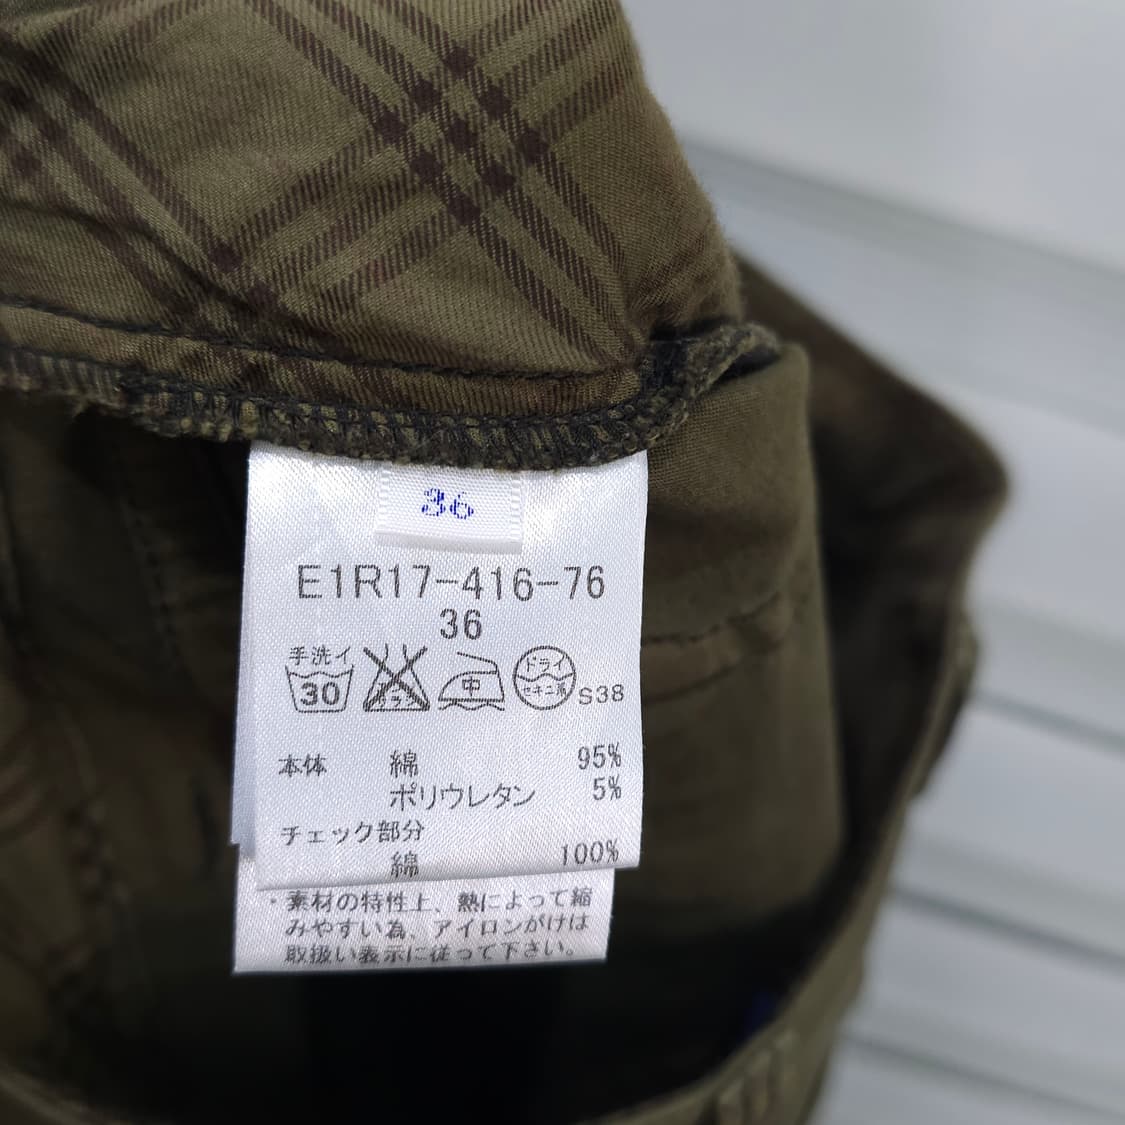 36
E1R17-416-76
36
手洗イ
30
中
ドライ
セキユ系
S38
本体 綿 95%
ポリウレタン 5%
チェック部分
綿 100%
・素材の特性上、熱によって縮
みやすい為、アイロンがけは
取扱い表示に従って下さい。